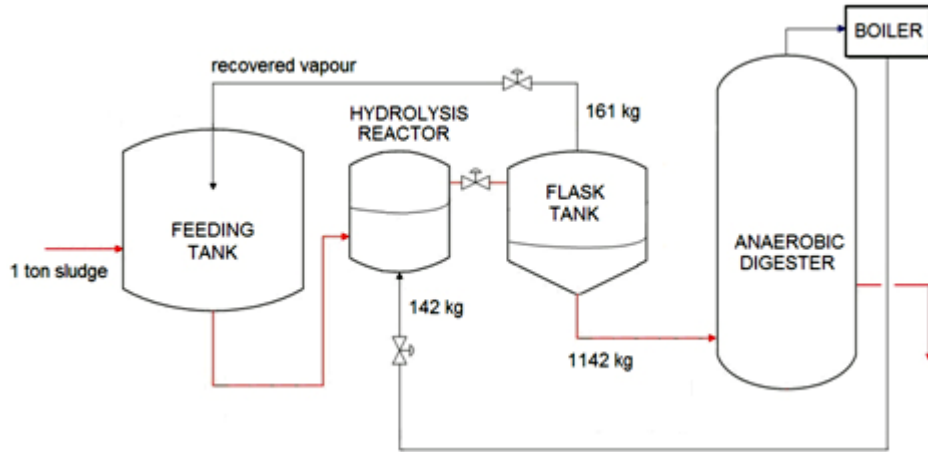 BOILER
recovered vapour
161 kg
HYDROLYSIS
REACTOR
FLASK
TANK
FEEDING
TANK
ANAEROBIC
DIGESTER
1 ton sludge
142 kg
1142 kg